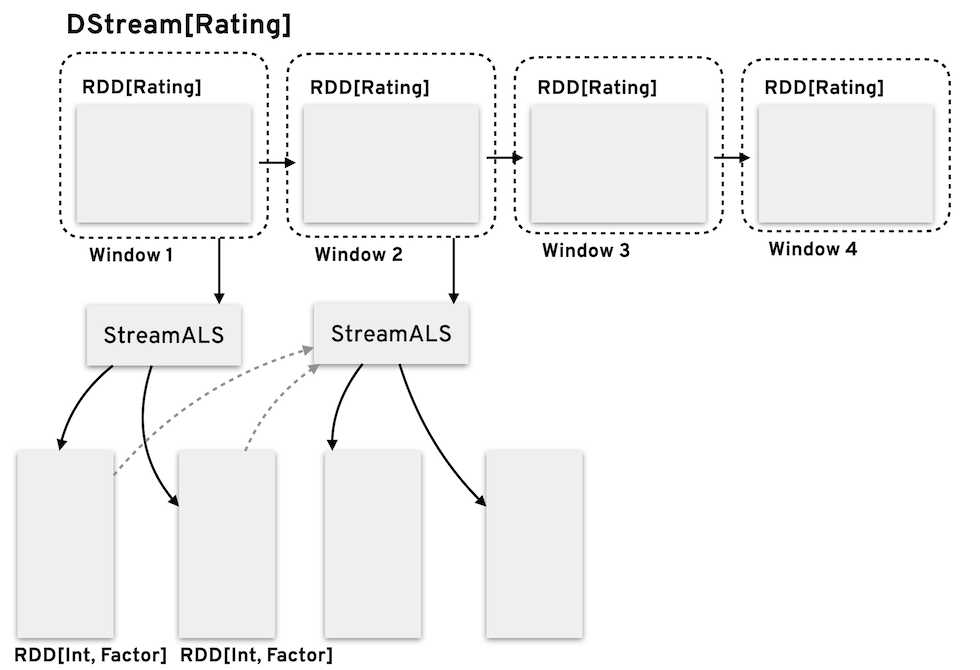 DStream[Rating]
RDD[Rating]
RDD[Rating]
RDD[Rating]
RDD[Rating]
Window 1
Window 2
Window 3
Window 4
StreamALS
StreamALS
RDD[Int, Factor]
RDD[Int, Factor]